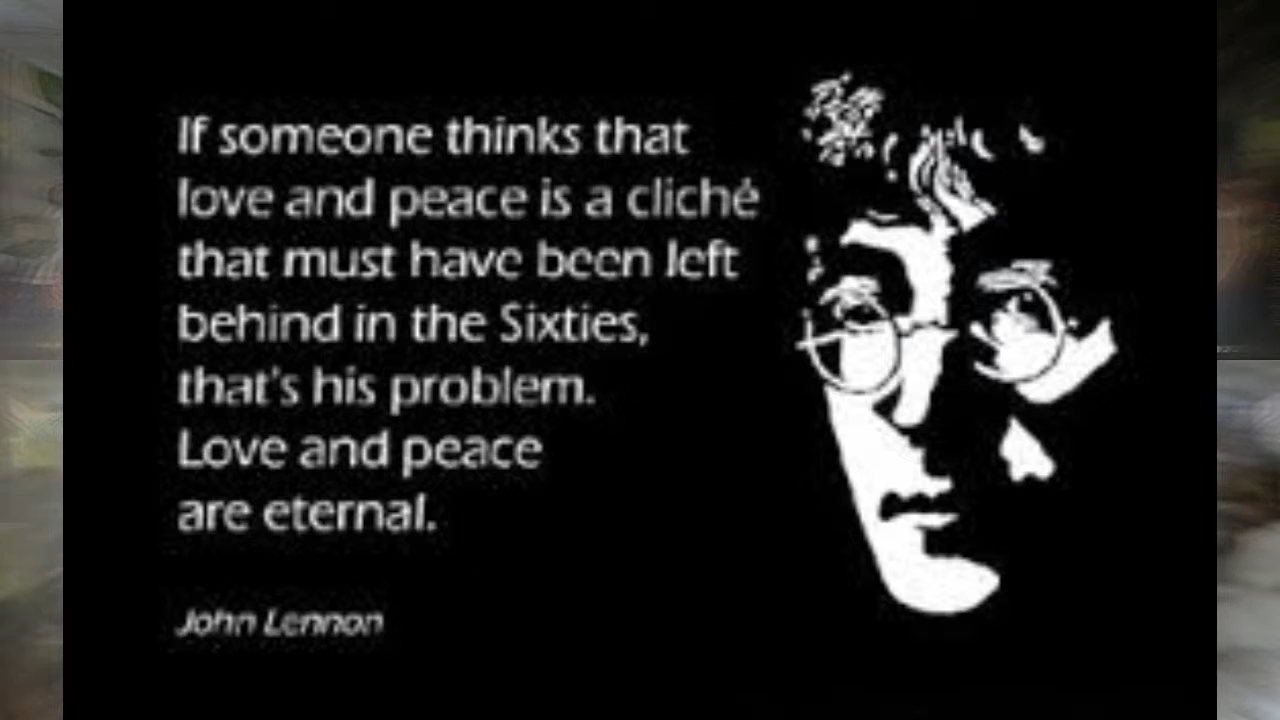 If someone thinks that
love and peace is a cliché
that must have been left
behind in the Sixties,
that's his problem.
Love and peace
are eternal.
John Lennon